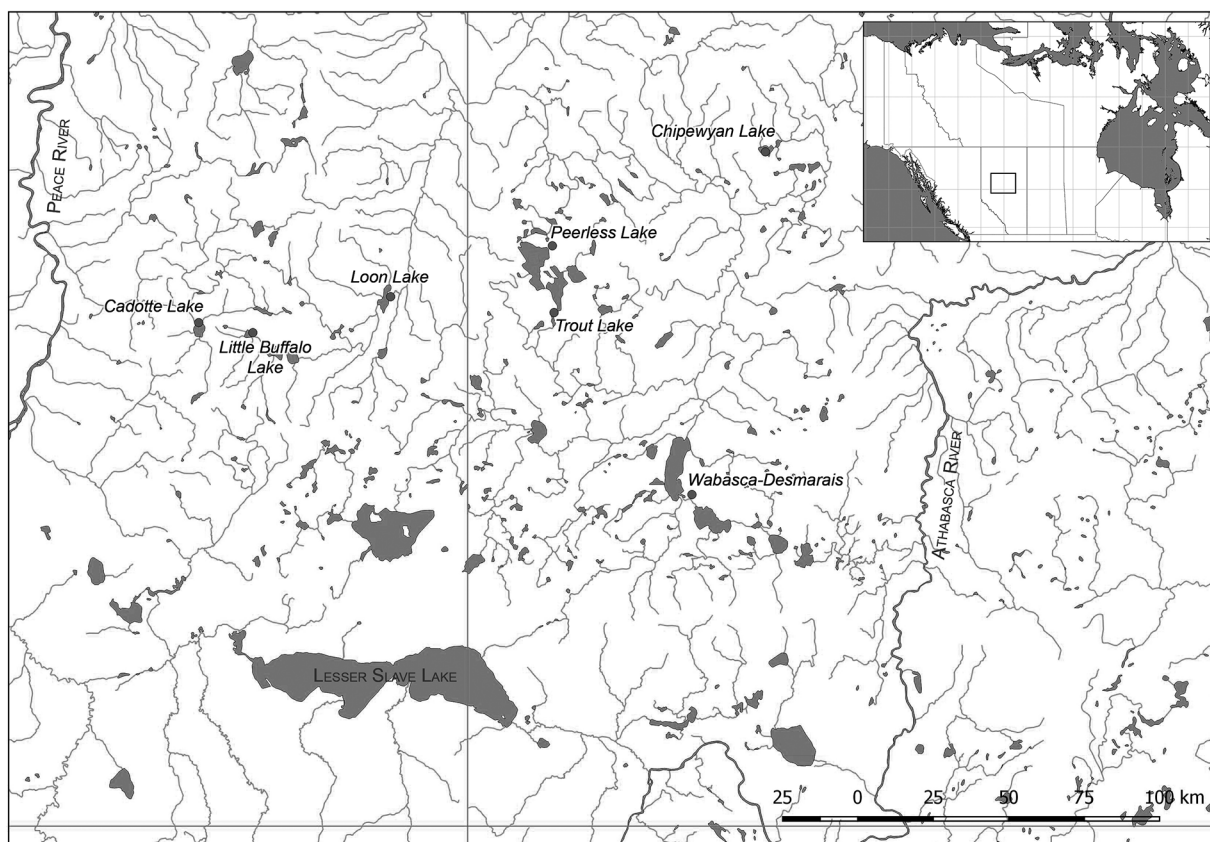 Chipewyan Lake
PEACE RIVER
Peerless Lake
Loon Lake
Cadotte Lake
Trout Lake
Little Buffalo
Lake
Wabasca-Desmarais
ATHABASCA RIVER
LESSER SLAVE LAKE
25 0 25 50 75 100 km